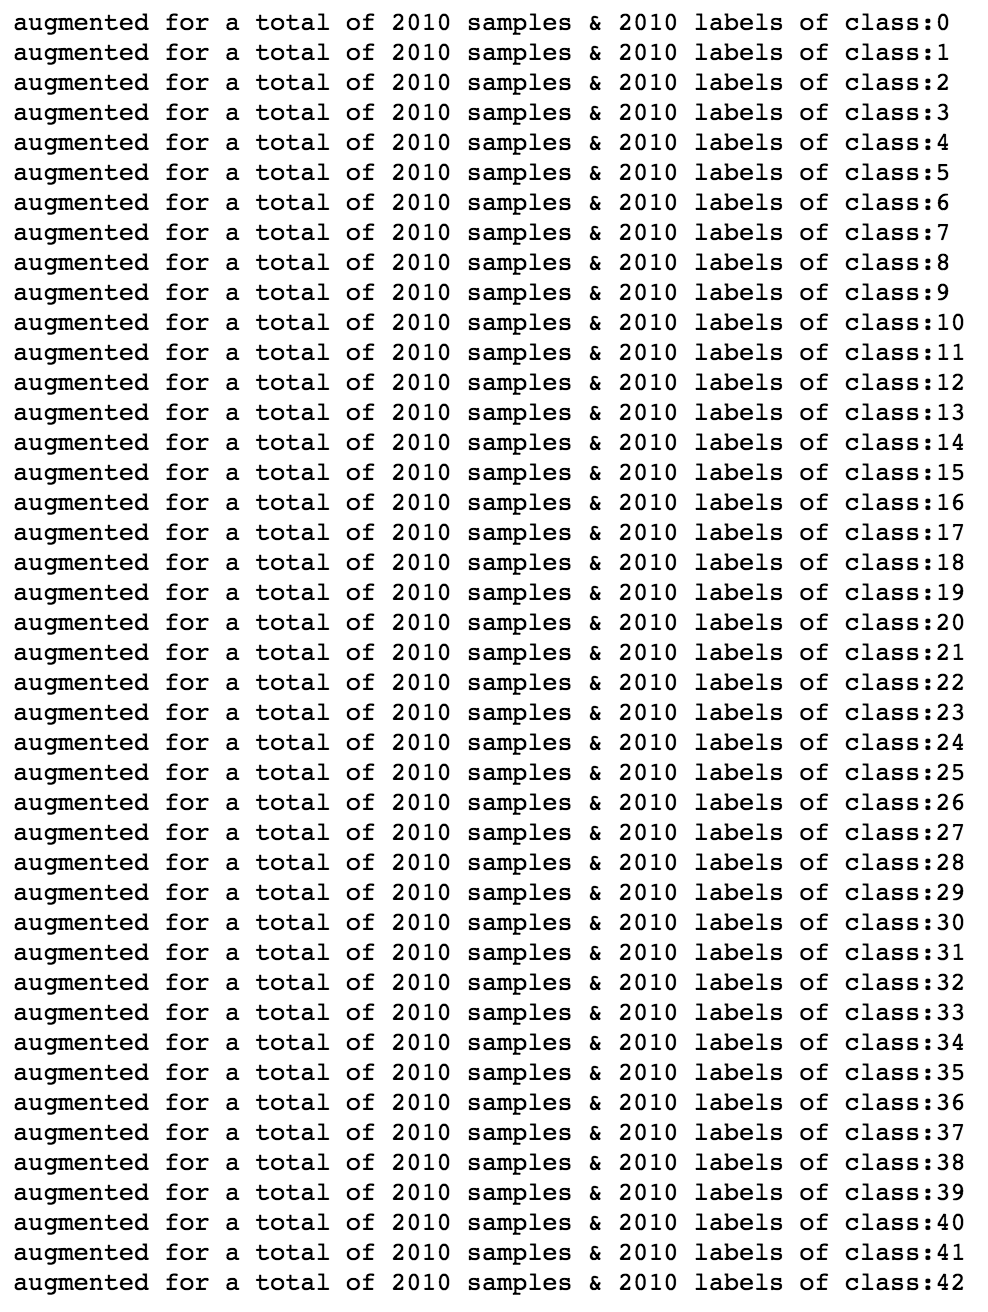 augmented for a total of 2010 samples & 2010 labels of class:0
augmented for a total of 2010 samples & 2010 labels of class:1
augmented for a total of 2010 samples & 2010 labels of class:2
augmented for a total of 2010 samples & 2010 labels of class:3
augmented for a total of 2010 samples & 2010 labels of class:4
augmented for a total of 2010 samples & 2010 labels of class:5
augmented for a total of 2010 samples & 2010 labels of class:6
augmented for a total of 2010 samples & 2010 labels of class:7
augmented for a total of 2010 samples & 2010 labels of class:8
augmented for a total of 2010 samples & 2010 labels of class:9
augmented for a total of 2010 samples & 2010 labels of class:10
augmented for a total of 2010 samples & 2010 labels of class:11
augmented for a total of 2010 samples & 2010 labels of class:12
augmented for a total of 2010 samples & 2010 labels of class:13
augmented for a total of 2010 samples & 2010 labels of class:14
augmented for a total of 2010 samples & 2010 labels of class:15
augmented for a total of 2010 samples & 2010 labels of class:16
augmented for a total of 2010 samples & 2010 labels of class:17
augmented for a total of 2010 samples & 2010 labels of class:18
augmented for a total of 2010 samples & 2010 labels of class:19
augmented for a total of 2010 samples & 2010 labels of class:20
augmented for a total of 2010 samples & 2010 labels of class:21
augmented for a total of 2010 samples & 2010 labels of class:22
augmented for a total of 2010 samples & 2010 labels of class:23
augmented for a total of 2010 samples & 2010 labels of class:24
augmented for a total of 2010 samples & 2010 labels of class:25
augmented for a total of 2010 samples & 2010 labels of class:26
augmented for a total of 2010 samples & 2010 labels of class:27
augmented for a total of 2010 samples & 2010 labels of class:28
augmented for a total of 2010 samples & 2010 labels of class:29
augmented for a total of 2010 samples & 2010 labels of class:30
augmented for a total of 2010 samples & 2010 labels of class:31
augmented for a total of 2010 samples & 2010 labels of class:32
augmented for a total of 2010 samples & 2010 labels of class:33
augmented for a total of 2010 samples & 2010 labels of class:34
augmented for a total of 2010 samples & 2010 labels of class:35
augmented for a total of 2010 samples & 2010 labels of class:36
augmented for a total of 2010 samples & 2010 labels of class:37
augmented for a total of 2010 samples & 2010 labels of class:38
augmented for a total of 2010 samples & 2010 labels of class:39
augmented for a total of 2010 samples & 2010 labels of class:40
augmented for a total of 2010 samples & 2010 labels of class:41
augmented for a total of 2010 samples & 2010 labels of class:42